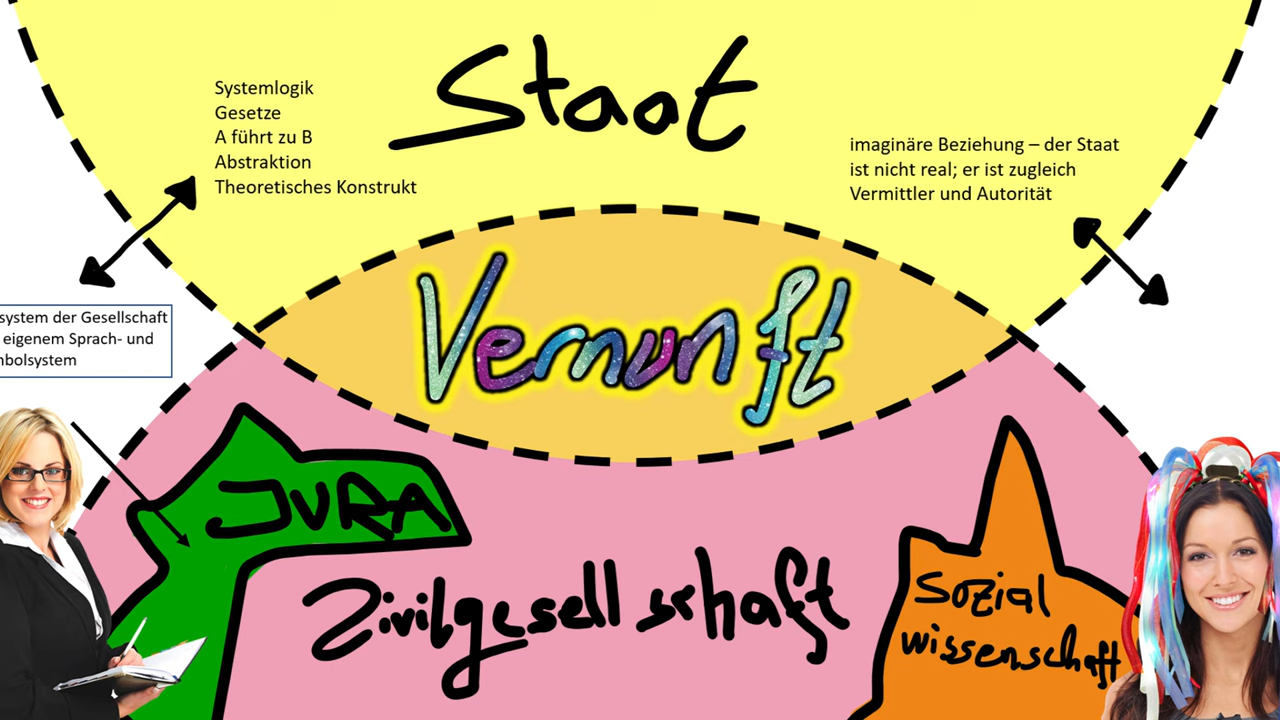 Staat
Systemlogik
Gesetze
A führt zu B
Abstraktion
Theoretisches Konstrukt
imaginäre Beziehung – der Staat
ist nicht real; er ist zugleich
Vermittler und Autorität
Vernunft
system der Gesellschaft
eigenem Sprach- und
mbolsystem
JURA
Zivilgesellschaft
Sozial
wissenschaft